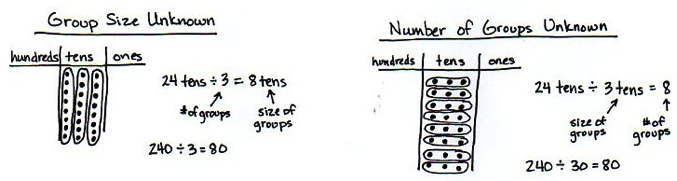 Group Size Unknown
hundreds tens ones
24 tens ÷ 3 = 8 tens
# of groups
size of groups
240 ÷ 3 = 80
Number of Groups Unknown
hundreds tens ones
24 tens ÷ 3 tens = 8
size of groups
# of groups
240 ÷ 30 = 80